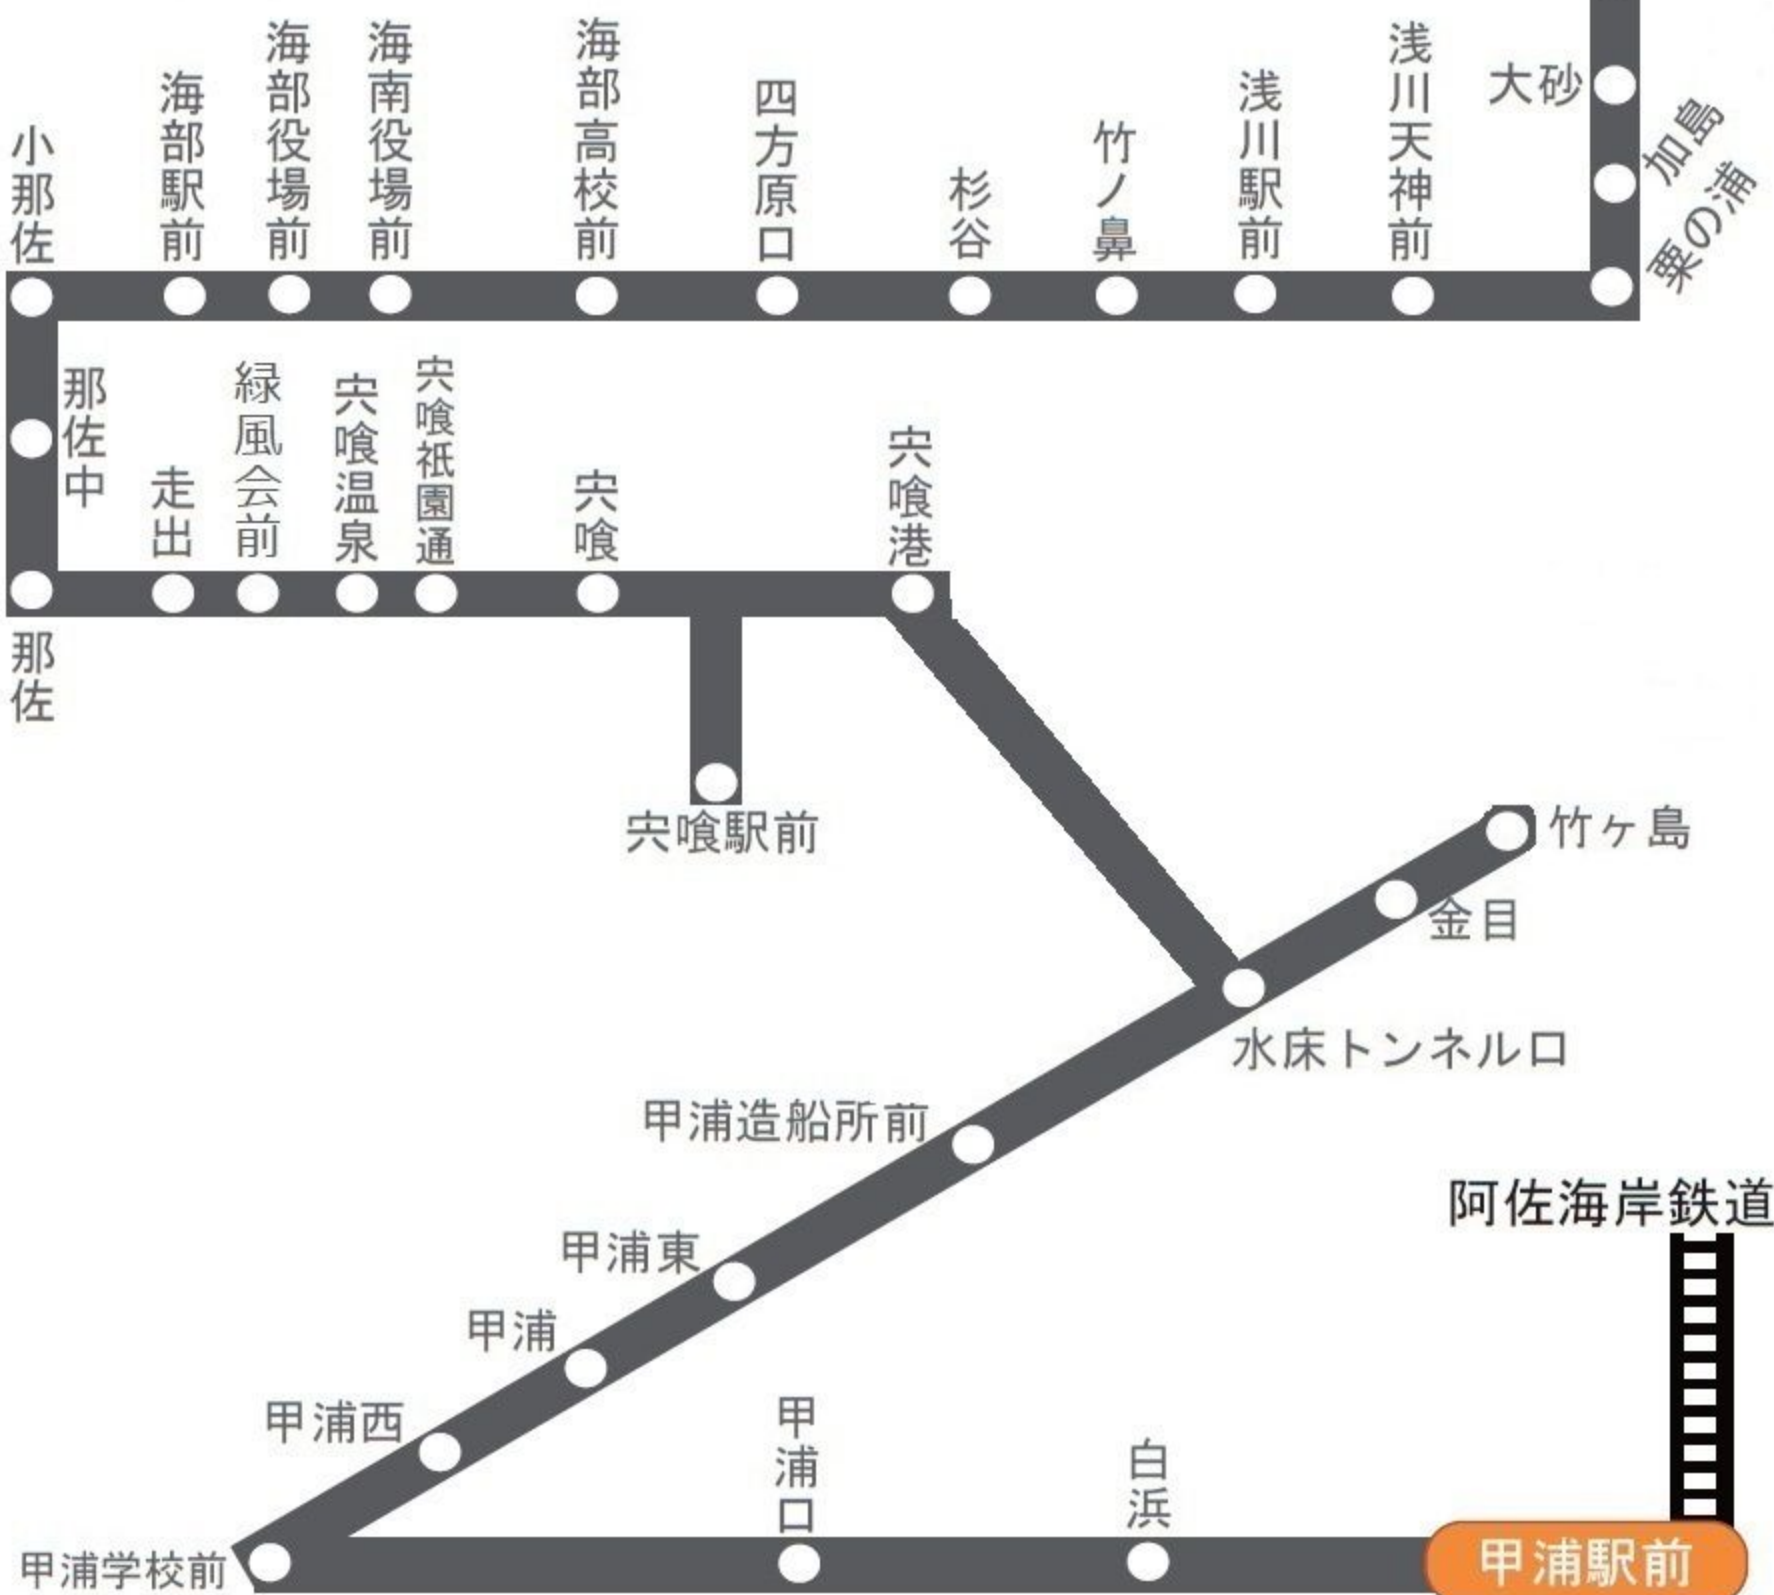 小那佐
海部駅前
海部役場前
海南役場前
海部高校前
四方原口
杉谷
竹ノ鼻
浅川駅前
浅川天神前
大砂
加島
粟の浦
那佐中
那佐
走出
緑風会前
宍喰温泉
宍喰祇園通
宍喰
宍喰港
宍喰駅前
竹ヶ島
金目
水床トンネル口
甲浦造船所前
甲浦東
甲浦
甲浦西
甲浦学校前
甲浦口
白浜
阿佐海岸鉄道
甲浦駅前